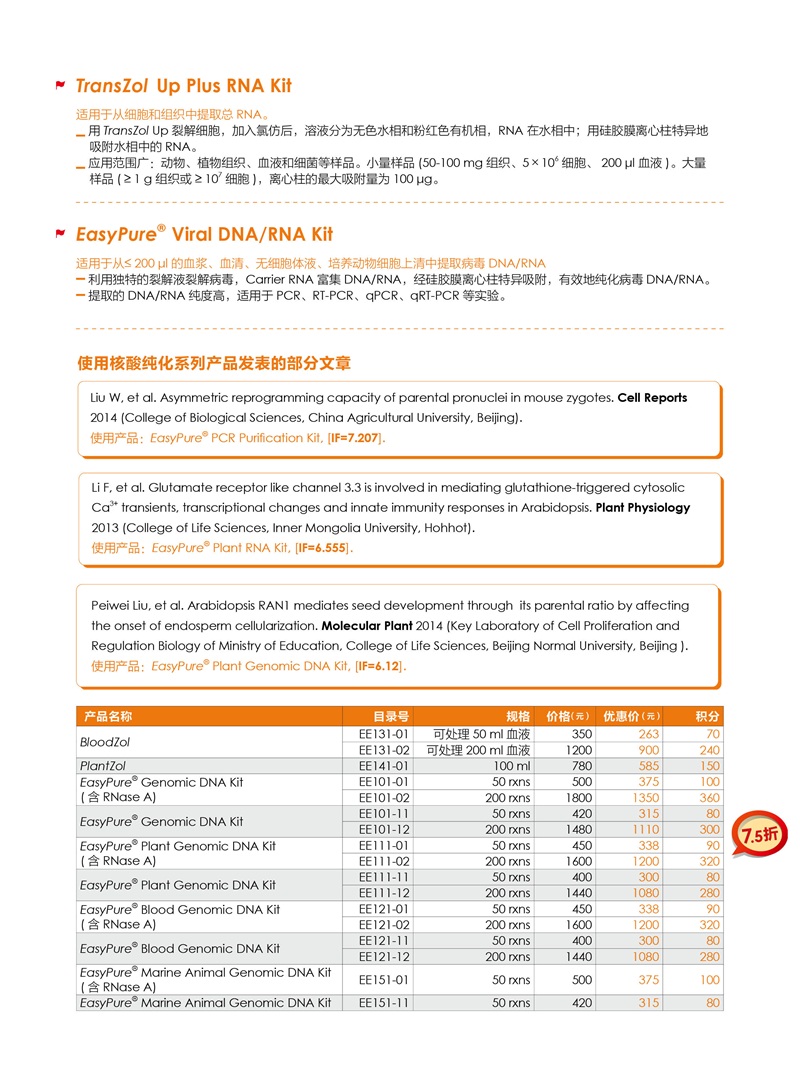 TransZol Up Plus RNA Kit
适用于从细胞和组织中提取总 RNA。
用 TransZol Up 裂解细胞，加入氯仿后，溶液分为无色水相和粉红色有机相，RNA 在水相中；用硅胶膜离心柱特异地
吸附水相中的 RNA。
应用范围广：动物、植物组织、血液和细菌等样品。小量样品 (50-100 mg 组织、5 × 10⁶ 细胞、 200 μl 血液 )。大量
样品 ( ≥ 1 g 组织或 ≥ 10⁷ 细胞 )，离心柱的最大吸附量为 100 μg。
EasyPure® Viral DNA/RNA Kit
适用于从≤ 200 μl 的血浆、血清、无细胞体液、培养动物细胞上清中提取病毒 DNA/RNA
利用独特的裂解液裂解病毒，Carrier RNA 富集 DNA/RNA，经硅胶膜离心柱特异吸附，有效地纯化病毒 DNA/RNA。
提取的 DNA/RNA 纯度高，适用于 PCR、RT-PCR、qPCR、qRT-PCR 等实验。
使用核酸纯化系列产品发表的部分文章
Liu W, et al. Asymmetric reprogramming capacity of parental pronuclei in mouse zygotes. Cell Reports
2014 (College of Biological Sciences, China Agricultural University, Beijing).
使用产品：EasyPure® PCR Purification Kit, [IF=7.207].
Li F, et al. Glutamate receptor like channel 3.3 is involved in mediating glutathione-triggered cytosolic
Ca³⁺ transients, transcriptional changes and innate immunity responses in Arabidopsis. Plant Physiology
2013 (College of Life Sciences, Inner Mongolia University, Hohhot).
使用产品：EasyPure® Plant RNA Kit, [IF=6.555].
Peiwei Liu, et al. Arabidopsis RAN1 mediates seed development through its parental ratio by affecting
the onset of endosperm cellularization. Molecular Plant 2014 (Key Laboratory of Cell Proliferation and
Regulation Biology of Ministry of Education, College of Life Sciences, Beijing Normal University, Beijing ).
使用产品：EasyPure® Plant Genomic DNA Kit, [IF=6.12].
产品名称 目录号 规格 价格(元) 优惠价(元) 积分
BloodZol EE131-01 可处理 50 ml 血液 350 263 70
EE131-02 可处理 200 ml 血液 1200 900 240
PlantZol EE141-01 100 ml 780 585 150
EasyPure® Genomic DNA Kit EE101-01 50 rxns 500 375 100
( 含 RNase A) EE101-02 200 rxns 1800 1350 360
EasyPure® Genomic DNA Kit EE101-11 50 rxns 420 315 80
EE101-12 200 rxns 1480 1110 300
EasyPure® Plant Genomic DNA Kit EE111-01 50 rxns 450 338 90
( 含 RNase A) EE111-02 200 rxns 1600 1200 320
EasyPure® Plant Genomic DNA Kit EE111-11 50 rxns 400 300 80
EE111-12 200 rxns 1440 1080 280
EasyPure® Blood Genomic DNA Kit EE121-01 50 rxns 450 338 90
( 含 RNase A) EE121-02 200 rxns 1600 1200 320
EasyPure® Blood Genomic DNA Kit EE121-11 50 rxns 400 300 80
EE121-12 200 rxns 1440 1080 280
EasyPure® Marine Animal Genomic DNA Kit
( 含 RNase A) EE151-01 50 rxns 500 375 100
EasyPure® Marine Animal Genomic DNA Kit EE151-11 50 rxns 420 315 80
7.5折